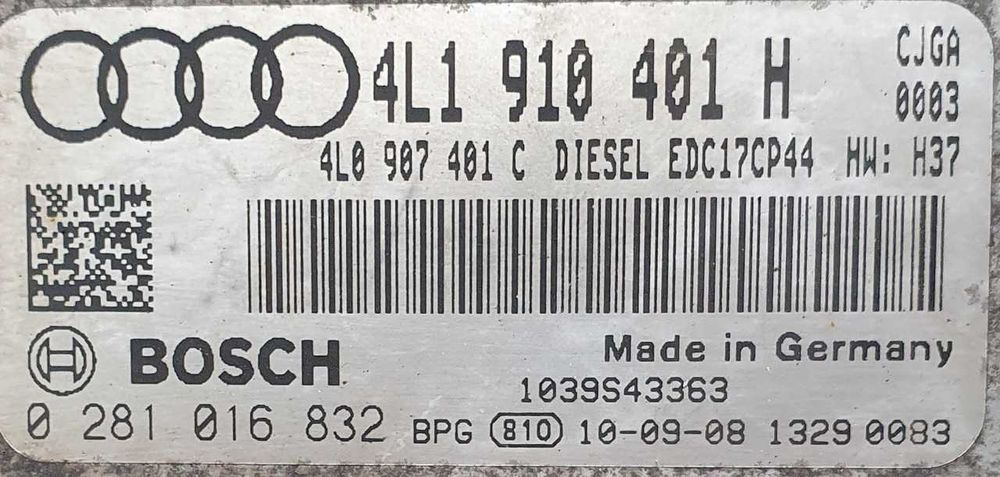 4L1 910 401 H CJGA
0003
4L0 907 401 C DIESEL EDC17CP44 HW: H37
BOSCH
Made in Germany
1039S43363
0 281 016 832 BPG 810 10-09-08 1329 0083